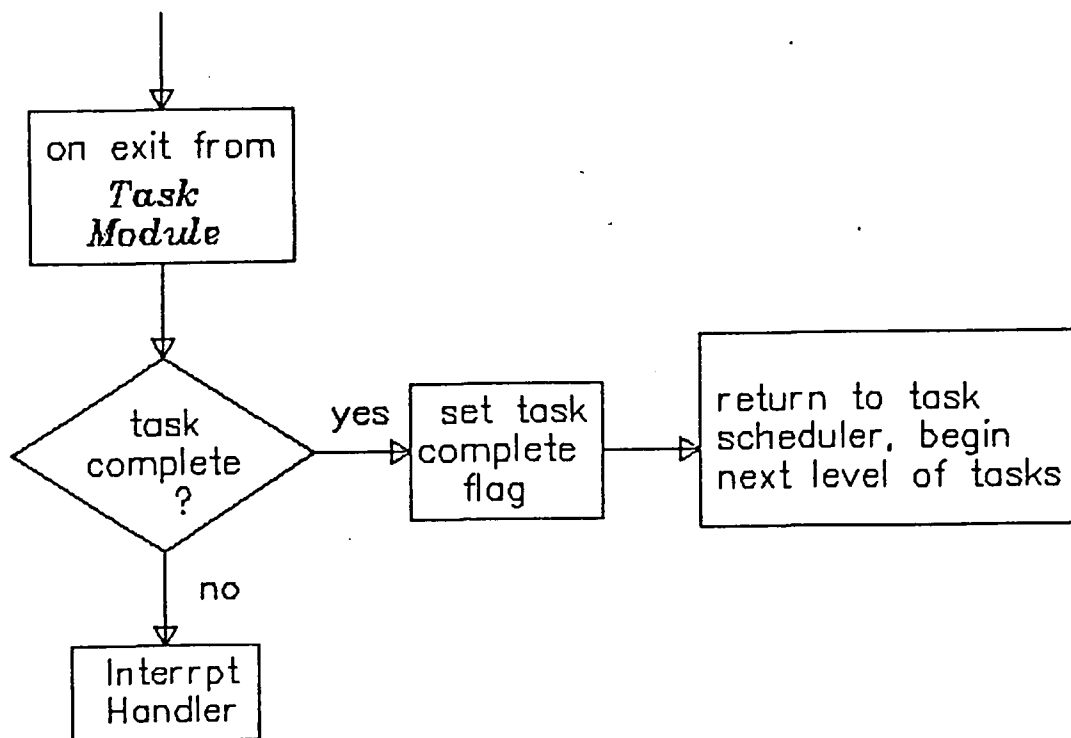 on exit from
Task
Module
task
complete
?
yes
set task
complete
flag
return to task
scheduler, begin
next level of tasks
no
Interrpt
Handler